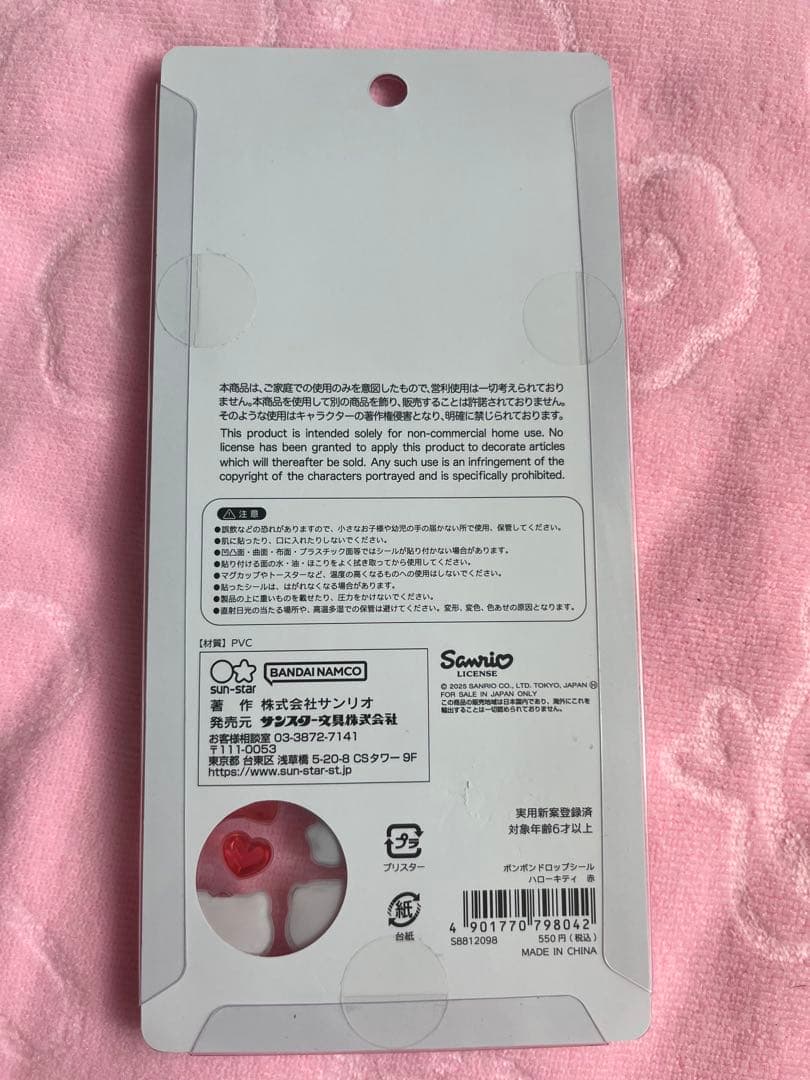 本商品は、ご家庭での使用のみを意図したもので、営利使用は一切考えられており
ません。本商品を使用して別の商品を飾り、販売することは許諾されておりません。
そのような使用はキャラクターの著作権侵害となり、明確に禁じられております。
This product is intended solely for non-commercial home use. No
license has been granted to apply this product to decorate articles
which will thereafter be sold. Any such use is an infringement of the
copyright of the characters portrayed and is specifically prohibited.
注意
●誤飲などの恐れがありますので、小さなお子様や幼児の手の届かない所で使用、保管してください。
●肌に貼ったり、口に入れたりしないでください。
●凹凸面・曲面・布面・プラスチック面等ではシールが貼り付かない場合があります。
●貼り付ける面の水・油・ほこりをよく拭き取ってから使用してください。
●マグカップやトースターなど、温度の高くなるものへの使用はしないでください。
●貼ったシールは、はがれなくなる場合があります。
●製品の上に重いものを載せたり、圧力をかけないでください。
●直射日光の当たる場所や、高温多湿での保管は避けてください。変形、変色、色あせの原因となります。
【材質】PVC
sun-star BANDAI NAMCO
著 作 株式会社サンリオ
発売元 サンスター文具株式会社
お客様相談室 03-3872-7141
〒111-0053
東京都 台東区 浅草橋 5-20-8 CSタワー 9F
https://www.sun-star-st.jp
Sanrio
LICENSE
© 2025 SANRIO CO., LTD. TOKYO, JAPAN Ⓗ
FOR SALE IN JAPAN ONLY
この商品の販売地域は日本国内であり、海外にこれを
輸出することは一切認められておりません。
プラ
ブリスター
紙
台紙
実用新案登録済
対象年齢6才以上
ボンボンドロップシール
ハローキティ 赤
4 901770 798042
S8812098 550円(税込)
MADE IN CHINA